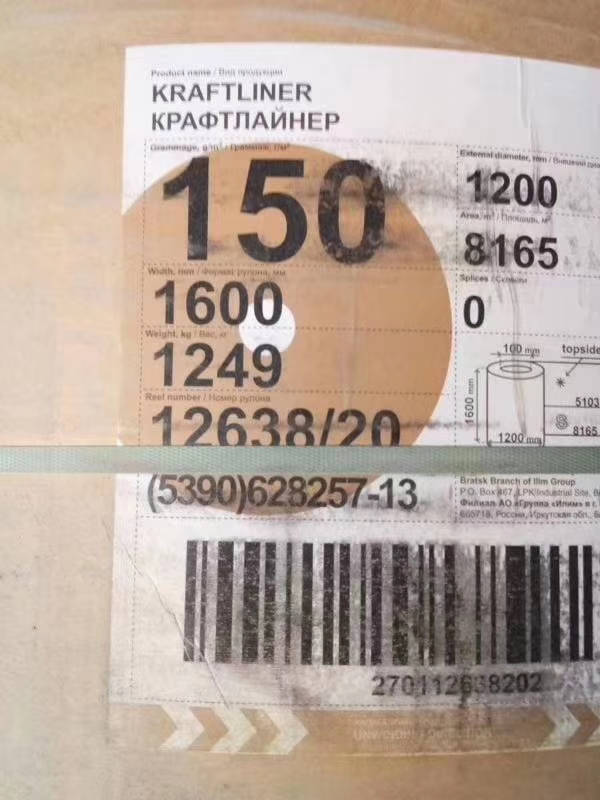 Product name / Вид продукции
KRAFTLINER
КРАФТЛАЙНЕР
Grammage, g/m² / Граммаж, г/м²
150
External diameter, mm / Внешний
1200
Area, m² / Площадь, м²
8165
Width, mm / Формат рулона, мм
1600
Splices / Склейки
0
Weight, kg / Вес, кг
1249
100 mm
topside
1600 mm
5103
8165
1200 mm
Reel number / Номер рулона
12638/20
(5390)628257-13
Bratsk Branch of Ilim Group
P.O. Box 467, LPK Industrial Site,
Филиал АО «Группа «Илим» в г.
665718, Россия, Иркутская обл.,
270112638202